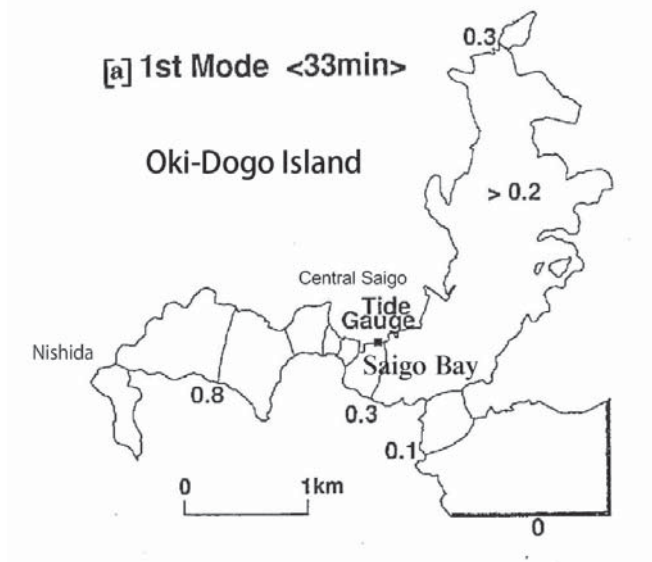 0.3
[a] 1st Mode <33min>
Oki-Dogo Island
> 0.2
Central Saigo
Tide
Gauge
Nishida
Saigo Bay
0.8
0.3
0.1
0 1km
0